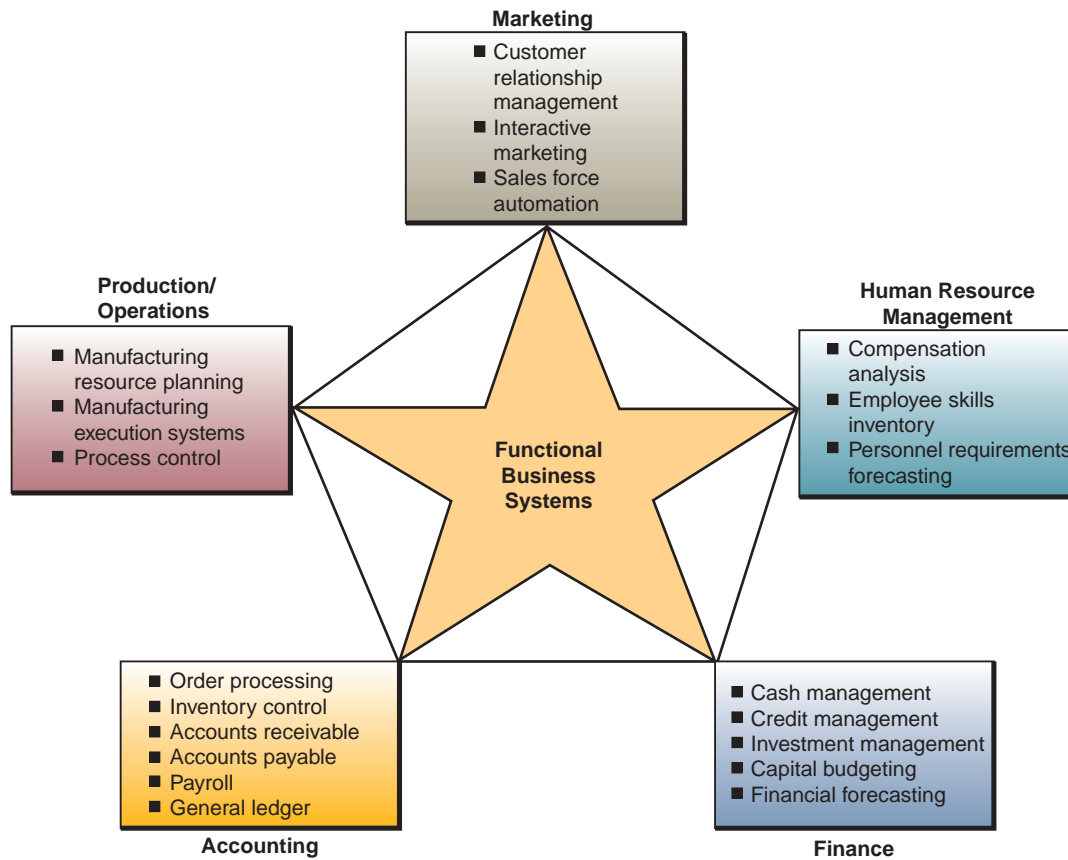 Marketing
■ Customer
relationship
management
■ Interactive
marketing
■ Sales force
automation
Production/
Operations
■ Manufacturing
resource planning
■ Manufacturing
execution systems
■ Process control
Human Resource
Management
■ Compensation
analysis
■ Employee skills
inventory
■ Personnel requirements
forecasting
Functional
Business
Systems
■ Order processing
■ Inventory control
■ Accounts receivable
■ Accounts payable
■ Payroll
■ General ledger
Accounting
■ Cash management
■ Credit management
■ Investment management
■ Capital budgeting
■ Financial forecasting
Finance